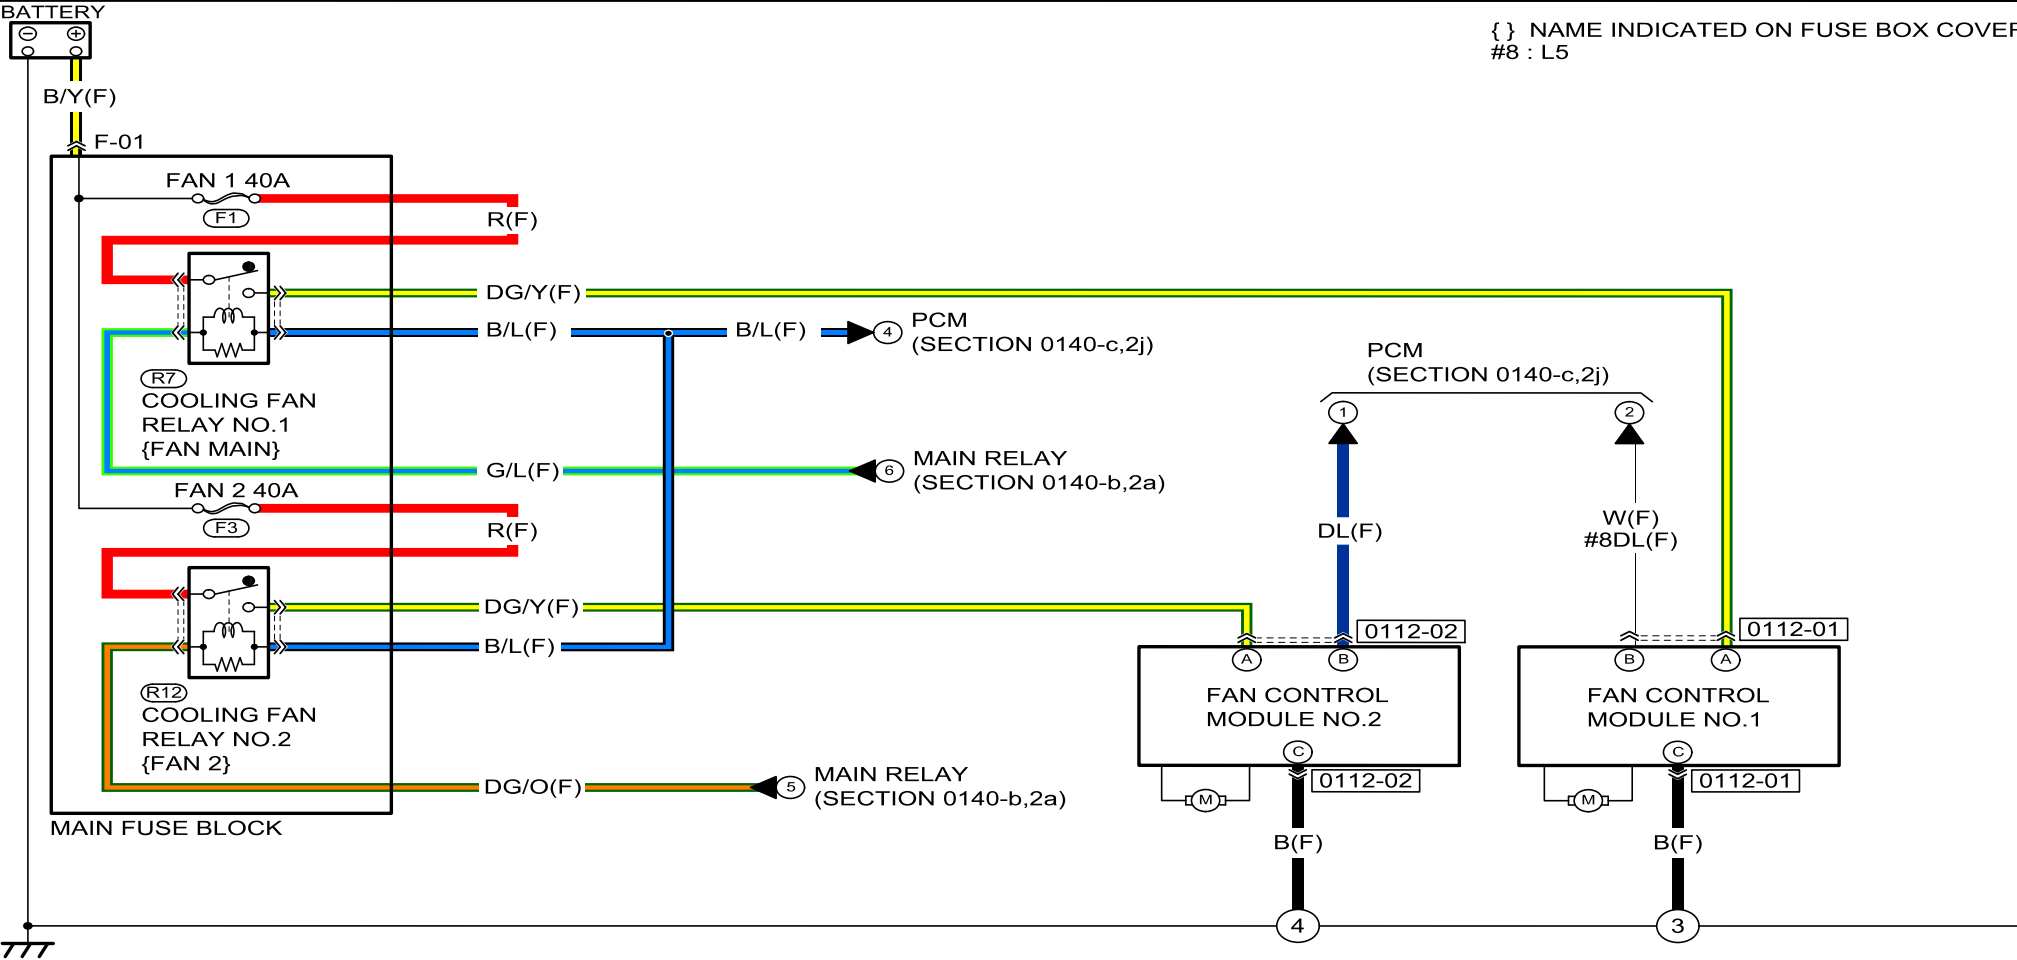 BATTERY
{ } NAME INDICATED ON FUSE BOX COVER
#8 : L5
B/Y(F)
F-01
FAN 1 40A
F1
R(F)
DG/Y(F)
B/L(F)
B/L(F)
4
PCM
(SECTION 0140-c,2j)
PCM
(SECTION 0140-c,2j)
1
2
R7
COOLING FAN
RELAY NO.1
{FAN MAIN}
G/L(F)
6
MAIN RELAY
(SECTION 0140-b,2a)
FAN 2 40A
F3
R(F)
DL(F)
W(F)
#8DL(F)
DG/Y(F)
B/L(F)
0112-02
0112-01
A
B
B
A
FAN CONTROL
MODULE NO.2
FAN CONTROL
MODULE NO.1
C
C
R12
COOLING FAN
RELAY NO.2
{FAN 2}
DG/O(F)
5
MAIN RELAY
(SECTION 0140-b,2a)
M
0112-02
M
0112-01
MAIN FUSE BLOCK
B(F)
B(F)
4
3